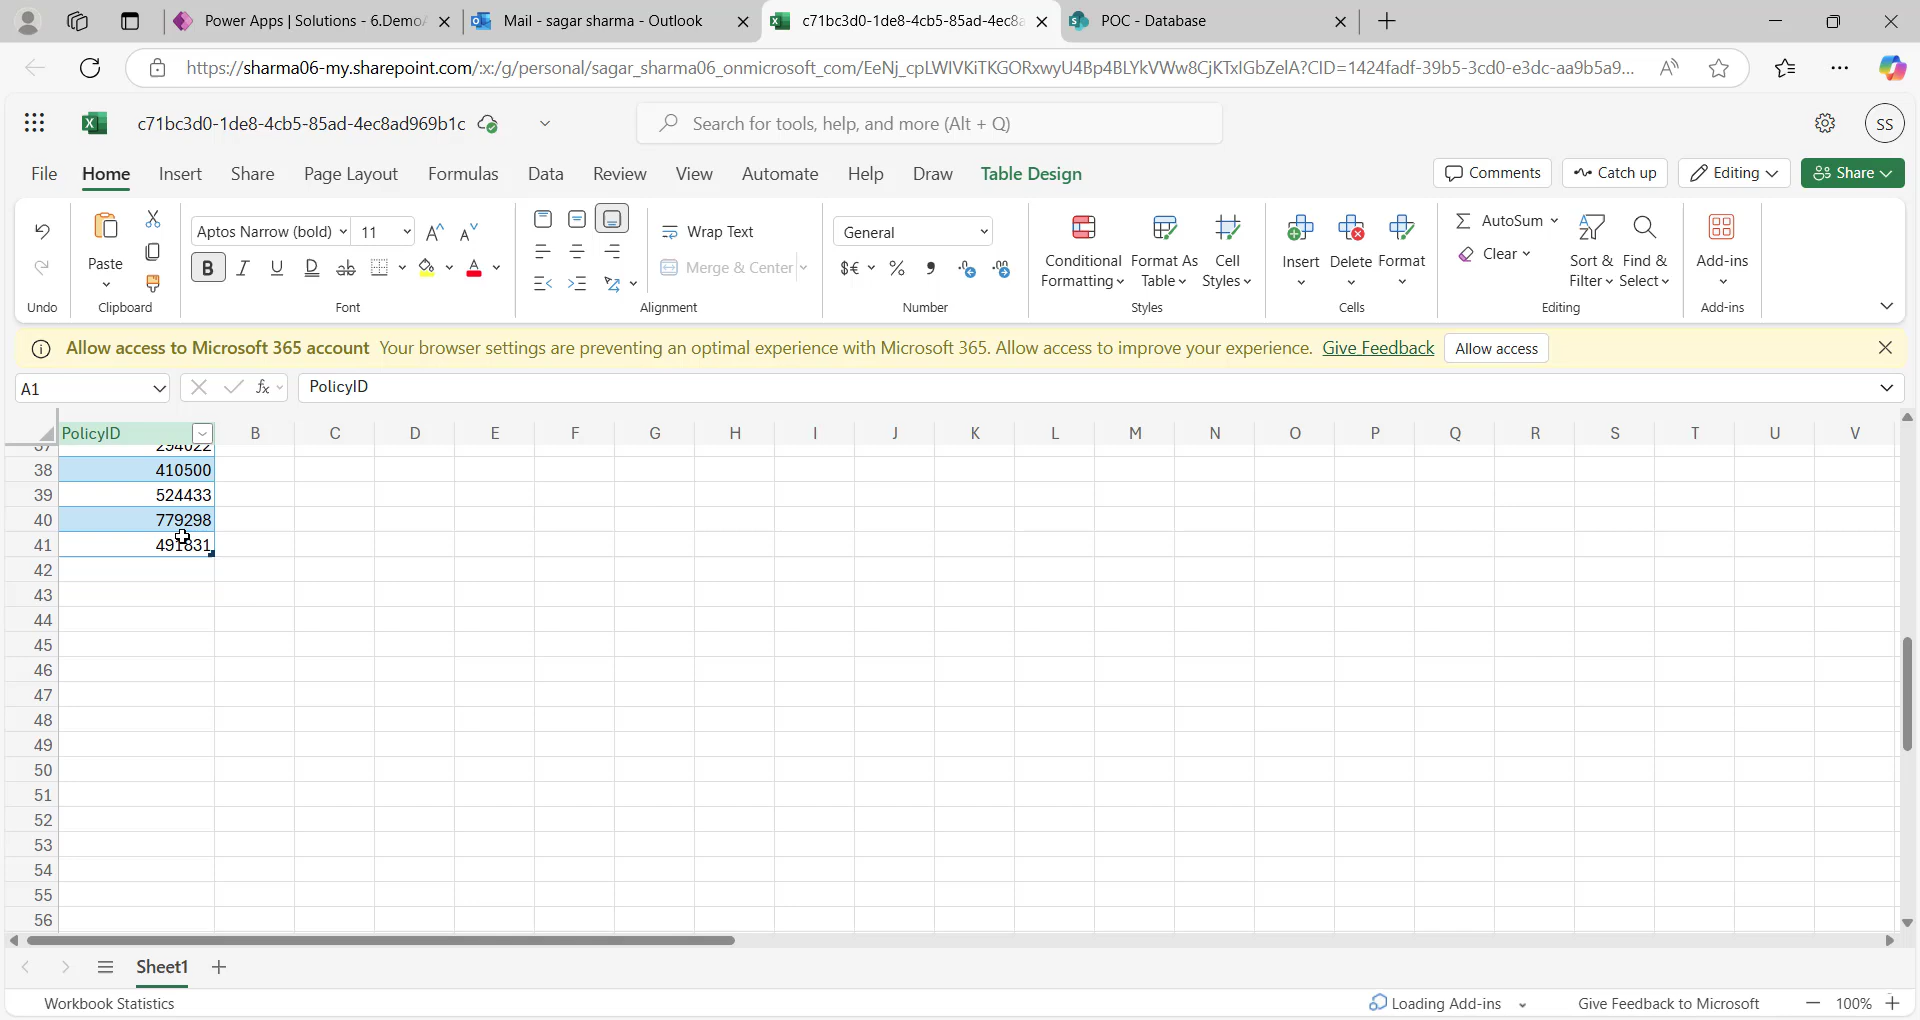 Power Apps | Solutions - 6.Demo
Mail - sagar sharma - Outlook
c71bc3d0-1de8-4cb5-85ad-4ec8a
POC - Database
https://sharma06-my.sharepoint.com/:x:/g/personal/sagar_sharma06_onmicrosoft_com/EeNj_cpLWIVKiTKGORxwyU4Bp4BLYkVWw8CjKTxIGbZelA?CID=1424fadf-39b5-3cd0-e3dc-aa9b5a9...
c71bc3d0-1de8-4cb5-85ad-4ec8ad969b1c
Search for tools, help, and more (Alt + Q)
SS
File Home Insert Share Page Layout Formulas Data Review View Automate Help Draw Table Design
Comments Catch up Editing Share
Aptos Narrow (bold) 11
Wrap Text
General
AutoSum
Paste
Merge & Center
Conditional Formatting
Format As Table
Cell Styles
Insert Delete Format
Clear
Sort & Filter
Find & Select
Add-ins
Undo Clipboard Font Alignment Number Styles Cells Editing Add-ins
Allow access to Microsoft 365 account Your browser settings are preventing an optimal experience with Microsoft 365. Allow access to improve your experience. Give Feedback Allow access
A1 fx PolicyID
PolicyID B C D E F G H I J K L M N O P Q R S T U V
37 294022
38 410500
39 524433
40 779298
41 491831
42
43
44
45
46
47
48
49
50
51
52
53
54
55
56
Sheet1
Workbook Statistics Loading Add-ins Give Feedback to Microsoft 100%